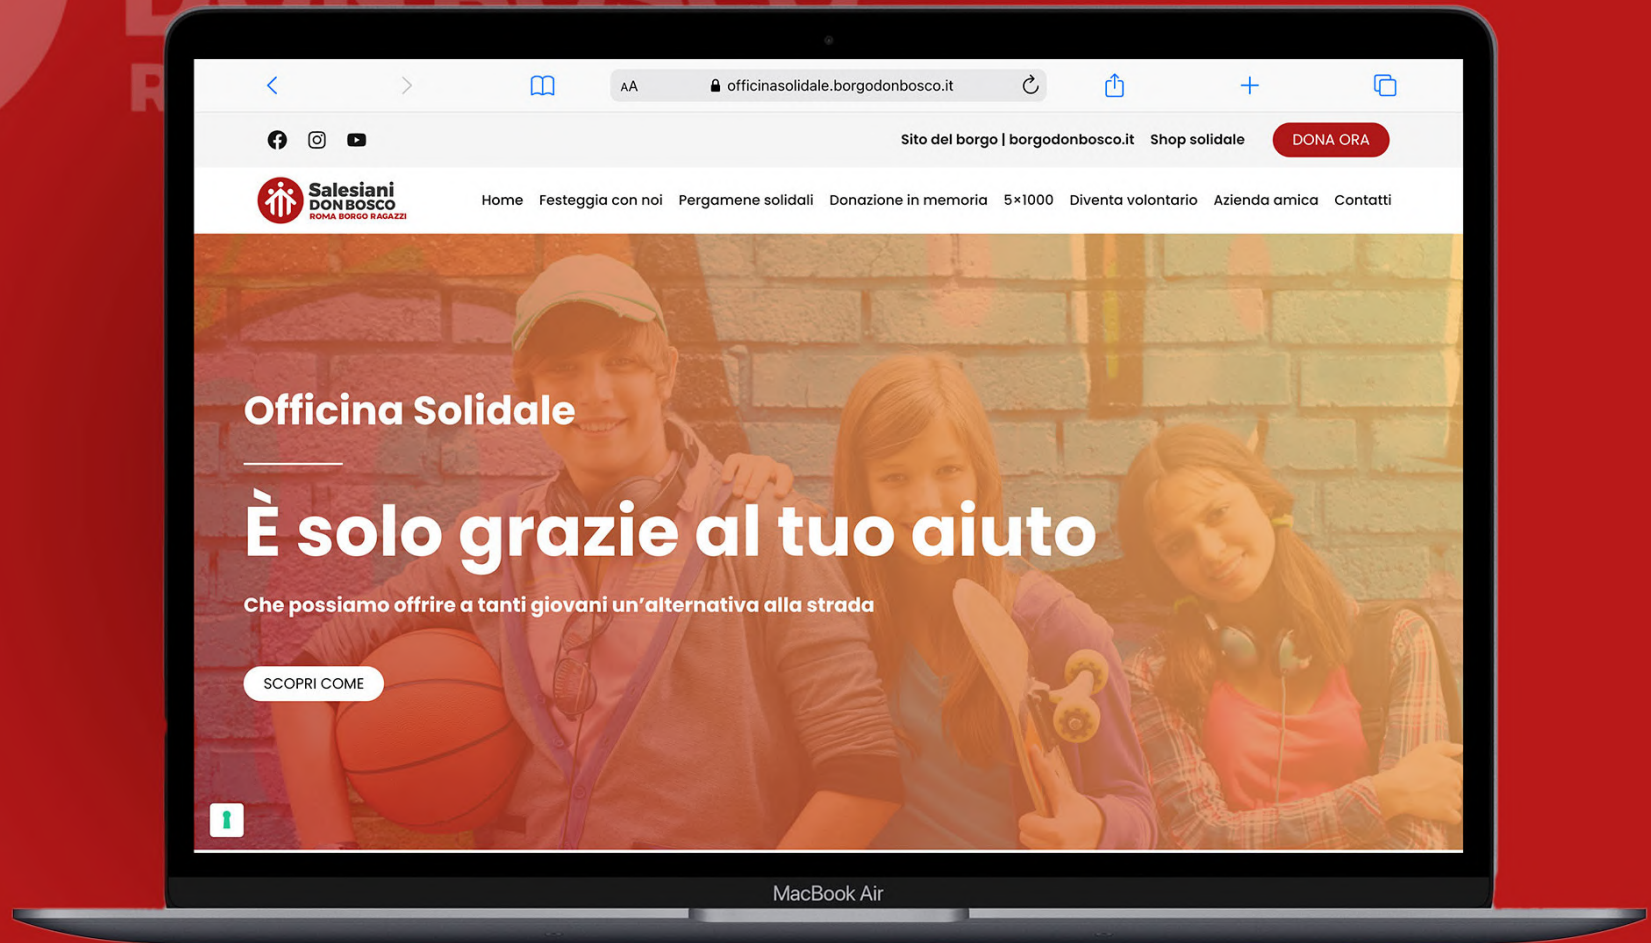 AA officinasolidale.borgodonbosco.it
Sito del borgo | borgodonbosco.it Shop solidale DONA ORA
Salesiani
DON BOSCO
ROMA BORGO RAGAZZI
Home Festeggia con noi Pergamene solidali Donazione in memoria 5×1000 Diventa volontario Azienda amica Contatti
Officina Solidale
È solo grazie al tuo aiuto
Che possiamo offrire a tanti giovani un’alternativa alla strada
SCOPRI COME
MacBook Air